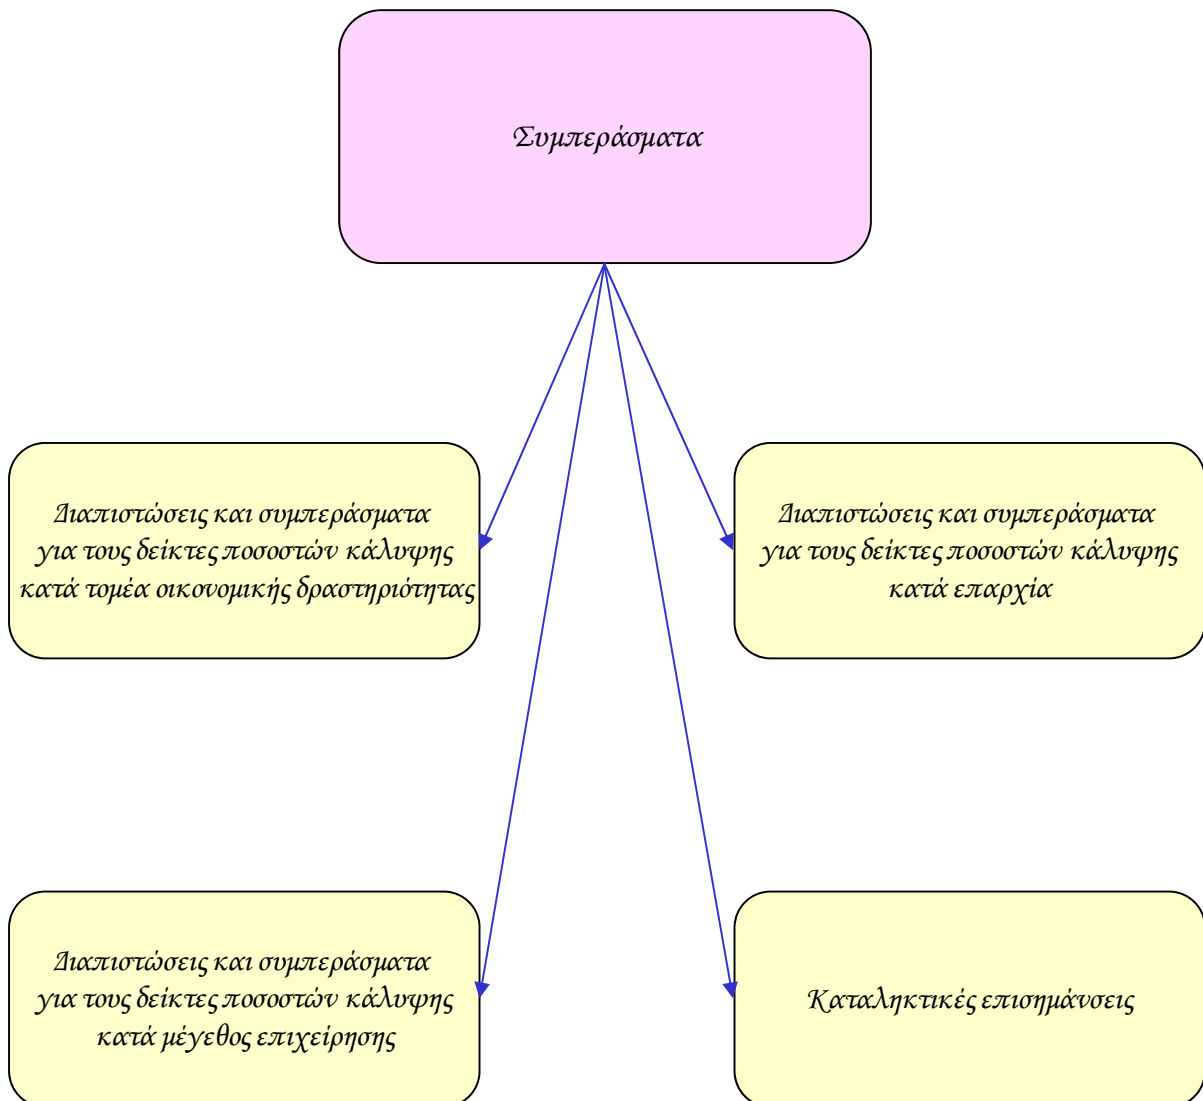 Συμπεράσματα
Διαπιστώσεις και συμπεράσματα
για τους δείκτες ποσοστών κάλυψης
κατά τομέα οικονομικής δραστηριότητας
Διαπιστώσεις και συμπεράσματα
για τους δείκτες ποσοστών κάλυψης
κατά επαρχία
Διαπιστώσεις και συμπεράσματα
για τους δείκτες ποσοστών κάλυψης
κατά μέγεθος επιχείρησης
Καταληκτικές επισημάνσεις